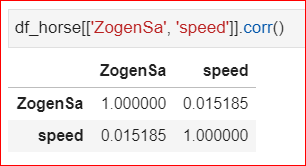 df_horse[['ZogenSa', 'speed']].corr()
ZogenSa speed
ZogenSa 1.000000 0.015185
speed 0.015185 1.000000